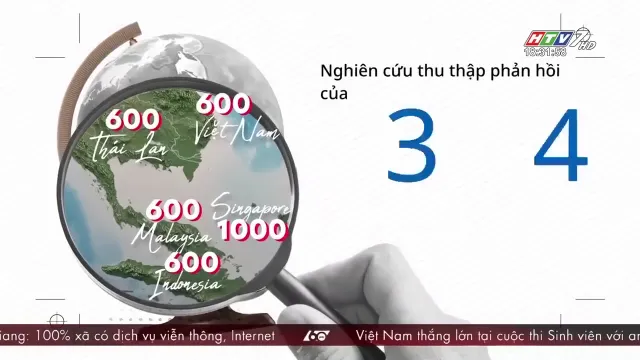 HTV7 HD
18:31:58
Nghiên cứu thu thập phản hồi
của
3 4
600
Thái Lan
600
Việt Nam
600
Malaysia
Singapore
1000
600
Indonesia
iang: 100% xã có dịch vụ viễn thông, Internet
60
Việt Nam thắng lớn tại cuộc thi Sinh viên với a